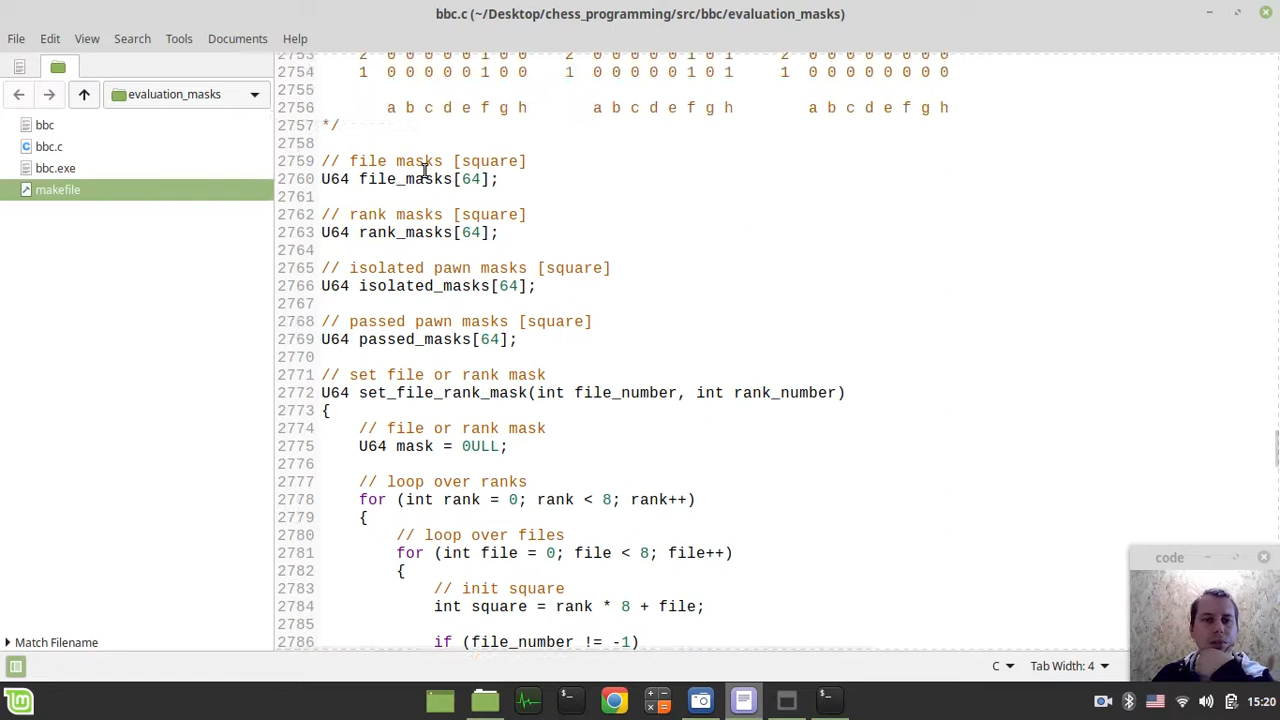 bbc.c (~/Desktop/chess_programming/src/bbc/evaluation_masks)
File Edit View Search Tools Documents Help
evaluation_masks
bbc
bbc.c
bbc.exe
makefile
Match Filename
2753 2 0 0 0 0 0 1 0 0 2 0 0 0 0 0 1 0 1 2 0 0 0 0 0 0 0 0
2754 1 0 0 0 0 0 1 0 0 1 0 0 0 0 0 1 0 1 1 0 0 0 0 0 0 0 0
2755
2756 a b c d e f g h a b c d e f g h a b c d e f g h
2757 */
2758
2759 // file masks [square]
2760 U64 file_masks[64];
2761
2762 // rank masks [square]
2763 U64 rank_masks[64];
2764
2765 // isolated pawn masks [square]
2766 U64 isolated_masks[64];
2767
2768 // passed pawn masks [square]
2769 U64 passed_masks[64];
2770
2771 // set file or rank mask
2772 U64 set_file_rank_mask(int file_number, int rank_number)
2773 {
2774 // file or rank mask
2775 U64 mask = 0ULL;
2776
2777 // loop over ranks
2778 for (int rank = 0; rank < 8; rank++)
2779 {
2780 // loop over files
2781 for (int file = 0; file < 8; file++)
2782 {
2783 // init square
2784 int square = rank * 8 + file;
2785
2786 if (file_number != -1)
code
C Tab Width: 4
15:20